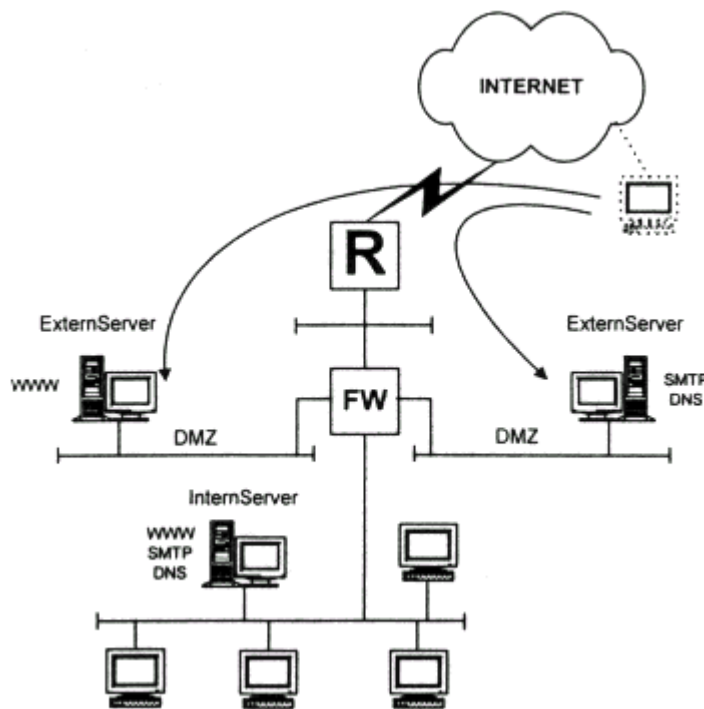 INTERNET
R
ExternServer
WWW
FW
ExternServer
SMTP
DNS
DMZ
DMZ
InternServer
WWW
SMTP
DNS